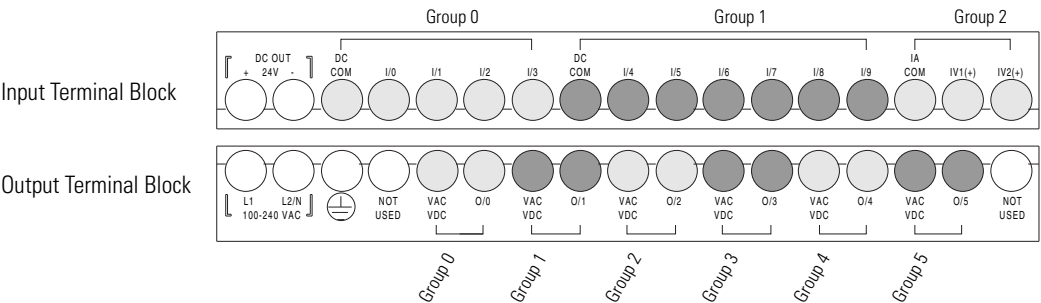 Group 0 Group 1 Group 2
DC OUT DC DC IA
+ 24V - COM I/0 I/1 I/2 I/3 COM I/4 I/5 I/6 I/7 I/8 I/9 COM IV1(+) IV2(+)
Input Terminal Block
Output Terminal Block
L1 L2/N NOT VAC O/0 VAC O/1 VAC O/2 VAC O/3 VAC O/4 VAC O/5 NOT
100-240 VAC USED VDC VDC VDC VDC VDC VDC USED
Group 0 Group 1 Group 2 Group 3 Group 4 Group 5